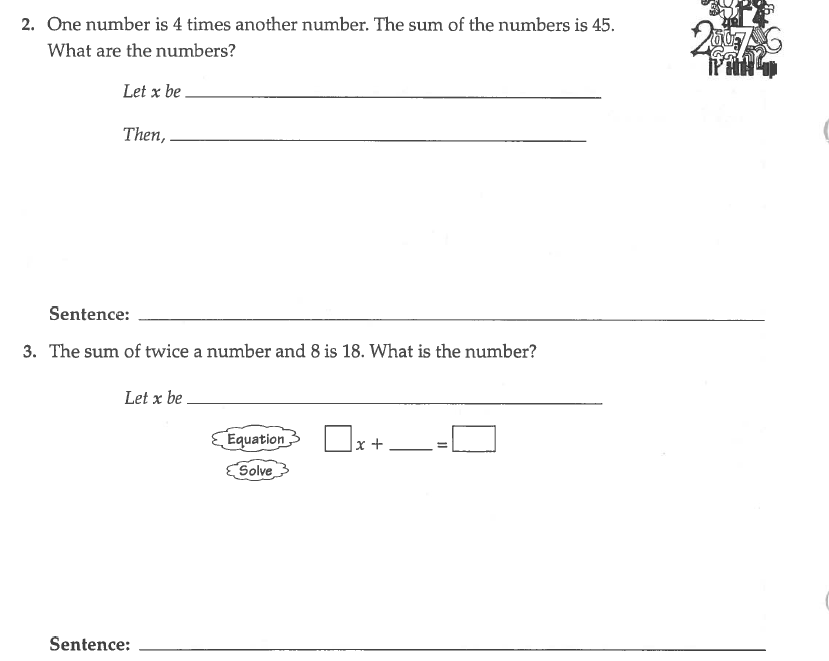 2. One number is 4 times another number. The sum of the numbers is 45.
What are the numbers?
Let x be
Then,
Sentence:
3. The sum of twice a number and 8 is 18. What is the number?
Let x be
Equation x + =
Solve
Sentence: